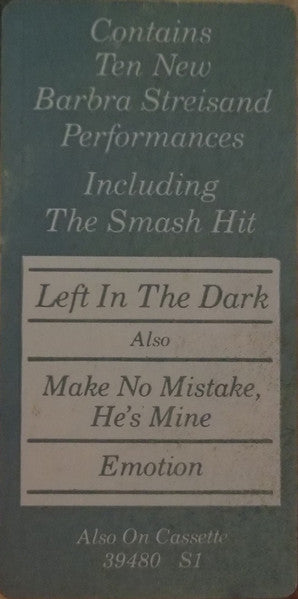 Contains
Ten New
Barbra Streisand
Performances
Including
The Smash Hit
Left In The Dark
Also
Make No Mistake,
He's Mine
Emotion
Also On Cassette
39480 S1